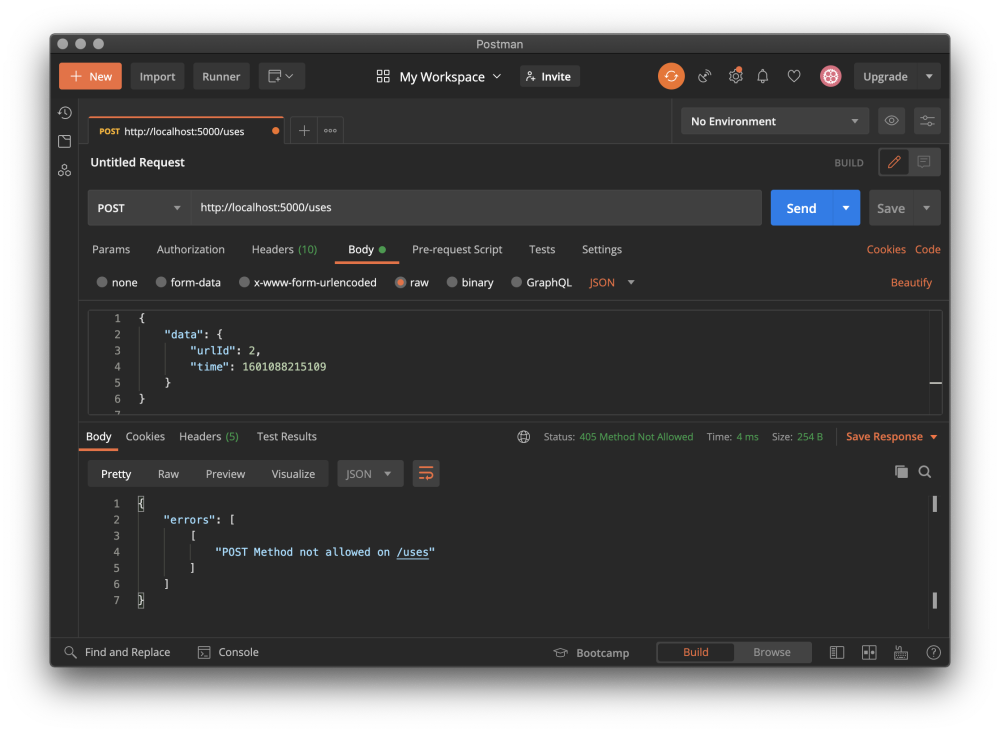 Postman
New Import Runner My Workspace Invite Upgrade
POST http://localhost:5000/uses No Environment
Untitled Request BUILD
POST http://localhost:5000/uses Send Save
Params Authorization Headers (10) Body Pre-request Script Tests Settings Cookies Code
none form-data x-www-form-urlencoded raw binary GraphQL JSON Beautify
1 {
2 "data": {
3 "urlId": 2,
4 "time": 1601088215109
5 }
6 }
7
Body Cookies Headers (5) Test Results Status: 405 Method Not Allowed Time: 4 ms Size: 254 B Save Response
Pretty Raw Preview Visualize JSON
1 {
2 "errors": [
3 [
4 "POST Method not allowed on /uses"
5 ]
6 ]
7 }
Find and Replace Console Bootcamp Build Browse